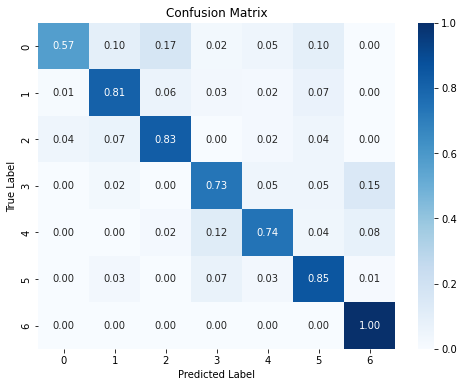 Confusion Matrix
True Label
0 0.57 0.10 0.17 0.02 0.05 0.10 0.00
1 0.01 0.81 0.06 0.03 0.02 0.07 0.00
2 0.04 0.07 0.83 0.00 0.02 0.04 0.00
3 0.00 0.02 0.00 0.73 0.05 0.05 0.15
4 0.00 0.00 0.02 0.12 0.74 0.04 0.08
5 0.00 0.03 0.00 0.07 0.03 0.85 0.01
6 0.00 0.00 0.00 0.00 0.00 0.00 1.00
0 1 2 3 4 5 6
Predicted Label
1.0
0.8
0.6
0.4
0.2
0.0